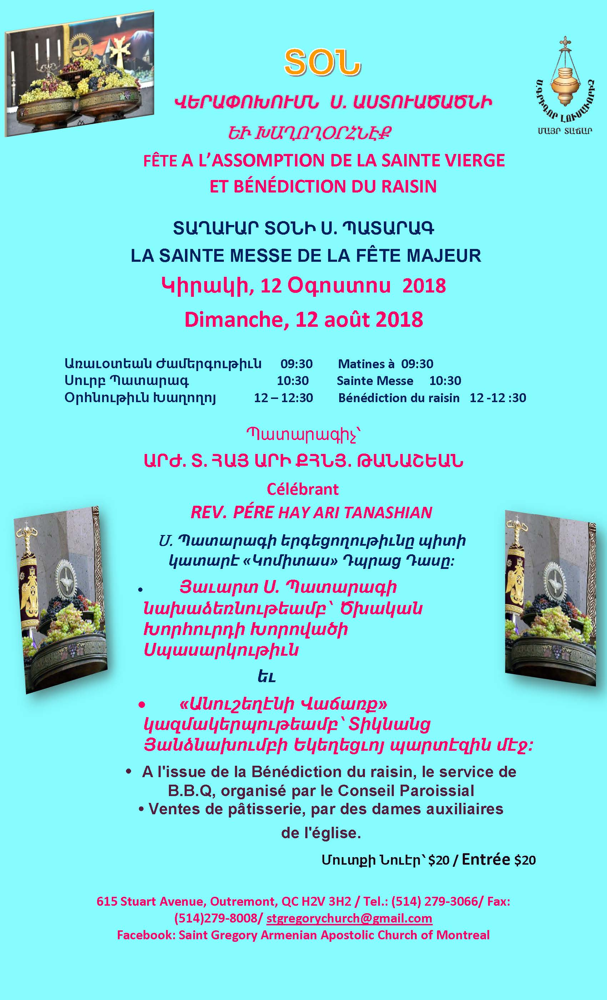 ՏՕՆ
Ս.ԳՐԻԳՈՐ ԼՈՒՍԱՒՈՐԻՉ
ՄԱՅՐ ՏԱՃԱՐ
ՎԵՐԱՓՈԽՈՒՄՆ Ս. ԱՍՏՈՒԱԾԱԾՆԻ
ԵՒ ԽԱՂՈՂՕՐՀՆԷՔ
FÊTE A L’ASSOMPTION DE LA SAINTE VIERGE
ET BÉNÉDICTION DU RAISIN
ՏԱՂԱՒԱՐ ՏՕՆԻ Ս. ՊԱՏԱՐԱԳ
LA SAINTE MESSE DE LA FÊTE MAJEUR
Կիրակի, 12 Օգոստոս 2018
Dimanche, 12 août 2018
Առաւօտեան Ժամերգութիւն 09:30 Matines à 09:30
Սուրբ Պատարագ 10:30 Sainte Messe 10:30
Օրհնութիւն Խաղողոյ 12 – 12:30 Bénédiction du raisin 12 -12 :30
Պատարագիչ՝
ԱՐԺ. Տ. ՀԱՅ ԱՐԻ ՔՀՆՅ. ԹԱՆԱՇԵԱՆ
Célébrant
REV. PÉRE HAY ARI TANASHIAN
Ս. Պատարագի երգեցողութիւնը պիտի
կատարէ «Կոմիտաս» Դպրաց Դասը:
• Յաւարտ Ս. Պատարագի
նախաձեռնութեամբ՝ Ծխական
Խորհուրդի Խորովածի
Սպասարկութիւն
եւ
• «Անուշեղէնի Վաճառք»
կազմակերպութեամբ՝ Տիկնանց
Յանձնախումբի Եկեղեցւոյ պարտէզին մէջ:
• A l'issue de la Bénédiction du raisin, le service de
B.B.Q, organisé par le Conseil Paroissial
• Ventes de pâtisserie, par des dames auxiliaires
de l'église.
Մուտքի Նուէր՝ $20 / Entrée $20
615 Stuart Avenue, Outremont, QC H2V 3H2 / Tel.: (514) 279-3066/ Fax:
(514)279-8008/ stgregorychurch@gmail.com
Facebook: Saint Gregory Armenian Apostolic Church of Montreal